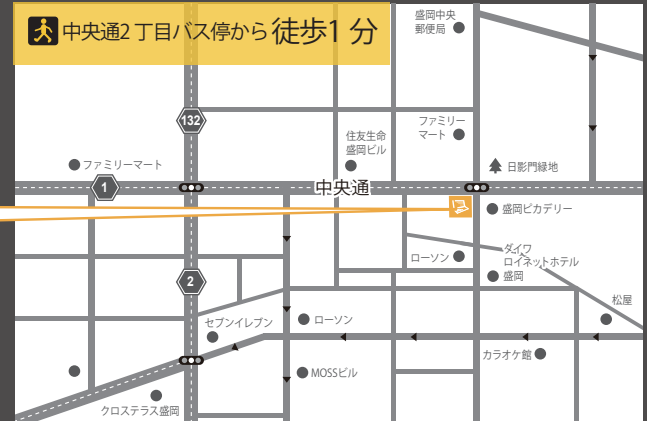 中央通2丁目バス停から徒歩1分
盛岡中央
郵便局
132
ファミリー
マート
住友生命
盛岡ビル
ファミリーマート
日影門緑地
1
中央通
盛岡ピカデリー
ローソン
ダイワ
ロイネットホテル
盛岡
2
松屋
セブンイレブン
ローソン
カラオケ館
MOSSビル
クロステラス盛岡